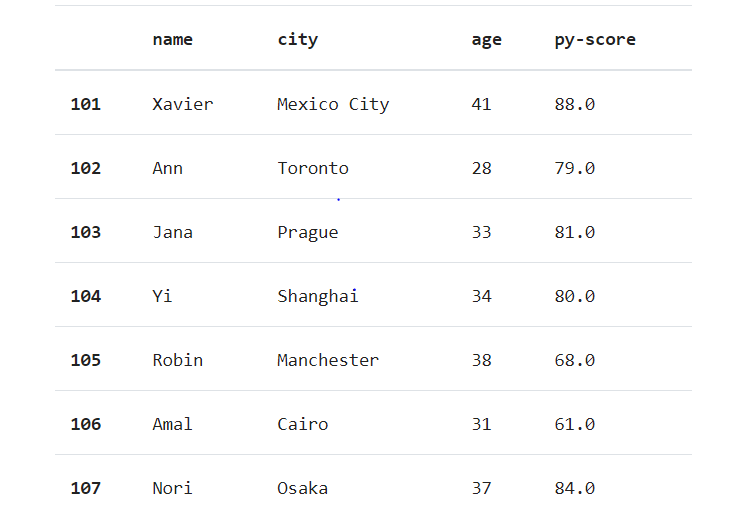 name city age py-score
101 Xavier Mexico City 41 88.0
102 Ann Toronto 28 79.0
103 Jana Prague 33 81.0
104 Yi Shanghai 34 80.0
105 Robin Manchester 38 68.0
106 Amal Cairo 31 61.0
107 Nori Osaka 37 84.0